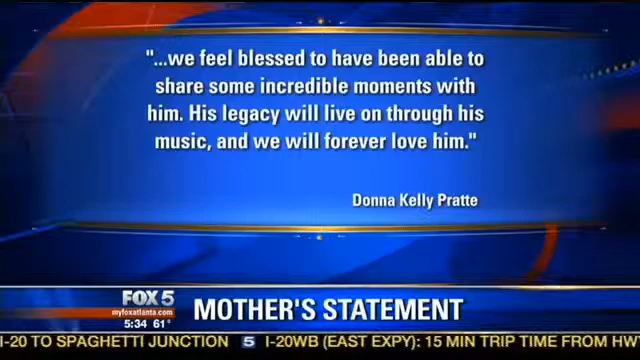 "...we feel blessed to have been able to
share some incredible moments with
him. His legacy will live on through his
music, and we will forever love him."
Donna Kelly Pratte
FOX 5
myfoxatlanta.com
MOTHER'S STATEMENT
5:34 61°
I-20 TO SPAGHETTI JUNCTION 5 I-20WB (EAST EXPY): 15 MIN TRIP TIME FROM HW